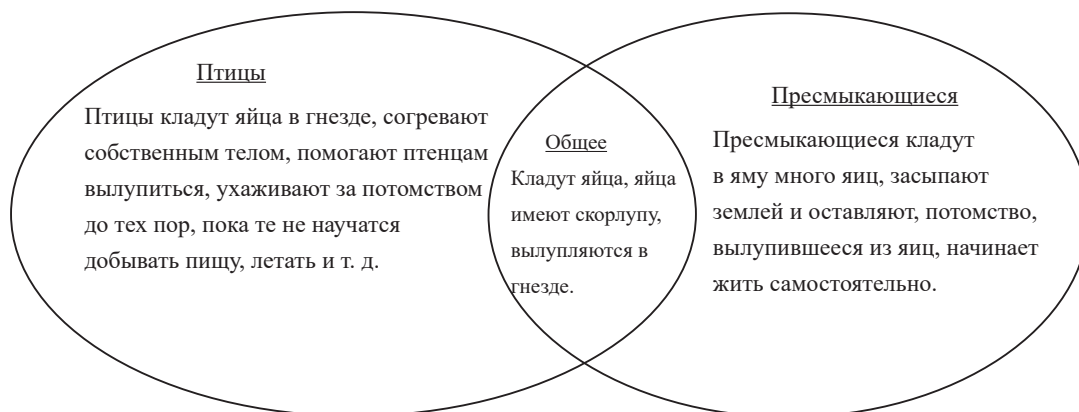 Птицы
Птицы кладут яйца в гнезде, согревают
собственным телом, помогают птенцам
вылупиться, ухаживают за потомством
до тех пор, пока те не научатся
добывать пищу, летать и т. д.
Общее
Кладут яйца, яйца
имеют скорлупу,
вылупляются в
гнезде.
Пресмыкающиеся
Пресмыкающиеся кладут
в яму много яиц, засыпают
землей и оставляют, потомство,
вылупившееся из яиц, начинает
жить самостоятельно.